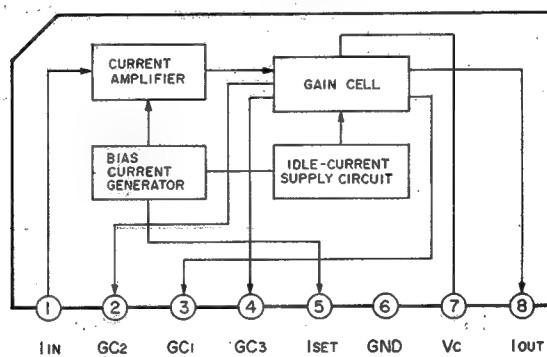 CURRENT
AMPLIFIER
GAIN CELL
BIAS
CURRENT
GENERATOR
IDLE-CURRENT
SUPPLY CIRCUIT
1 2 3 4 5 6 7 8
IIN GC2 GC1 GC3 ISET GND VC IOUT